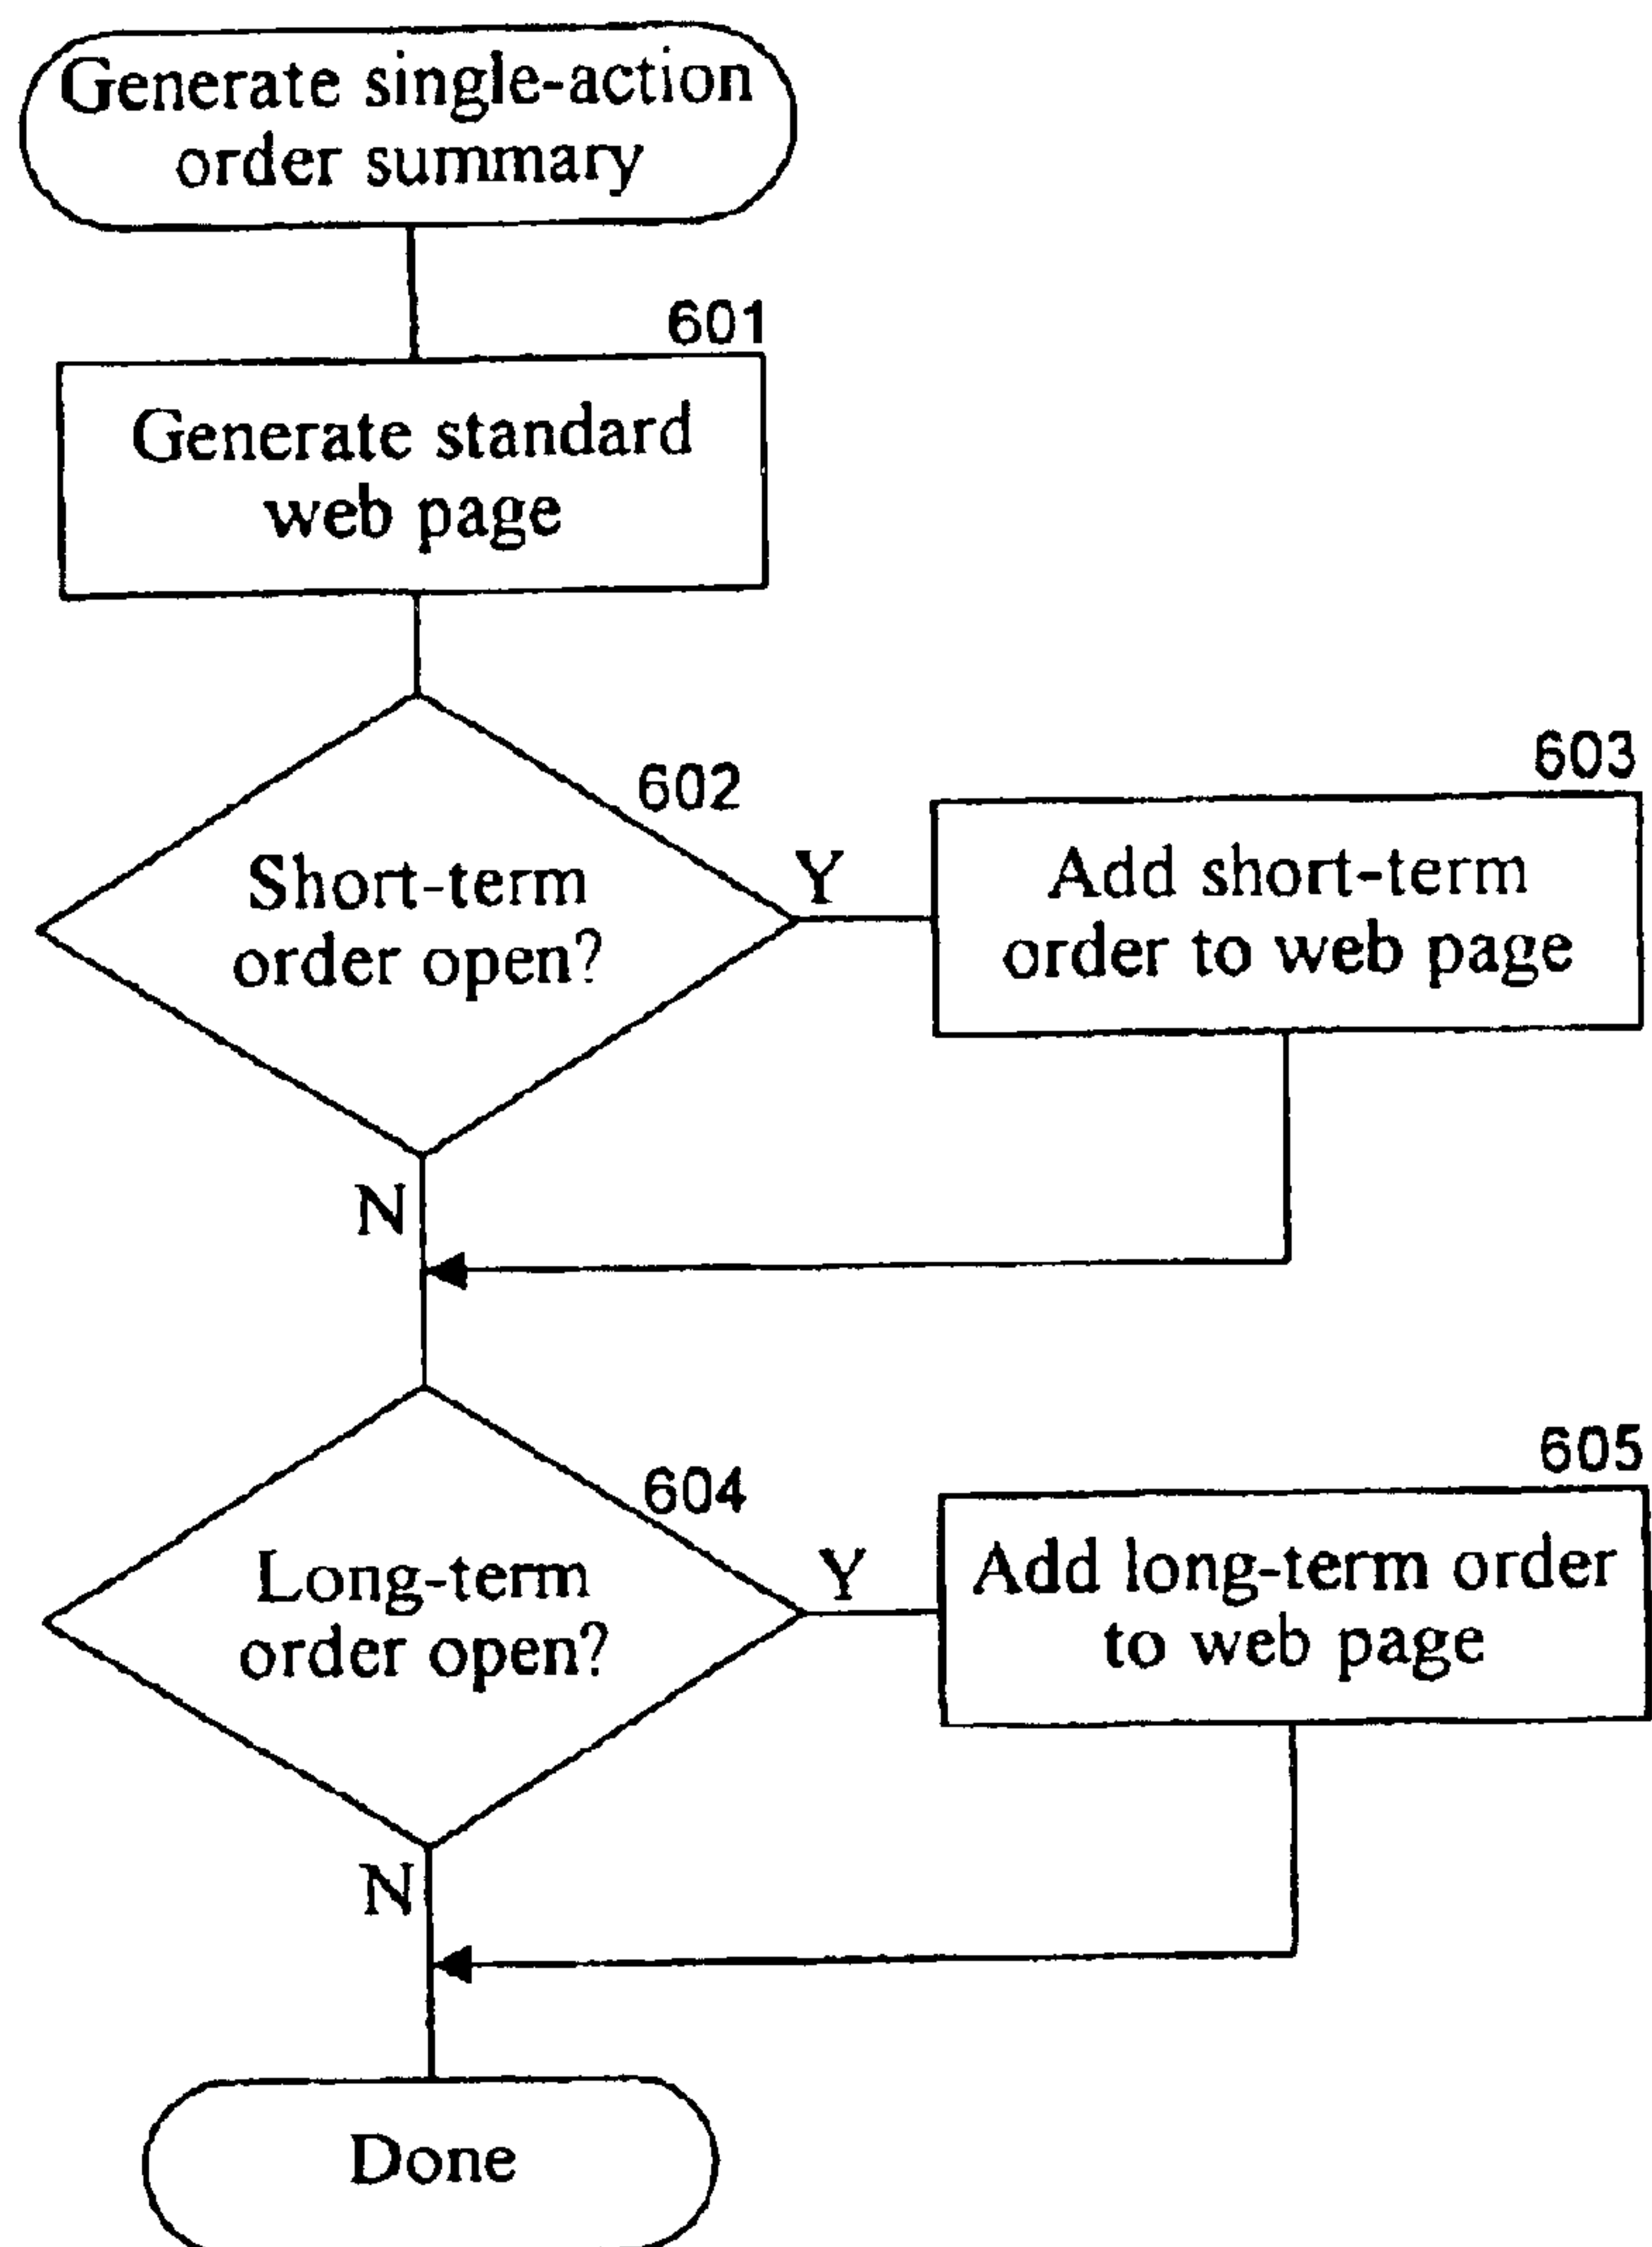 Generate single-action
order summary
601
Generate standard
web page
602
Short-term
order open?
Y
603
Add short-term
order to web page
N
604
Long-term
order open?
Y
605
Add long-term order
to web page
N
Done